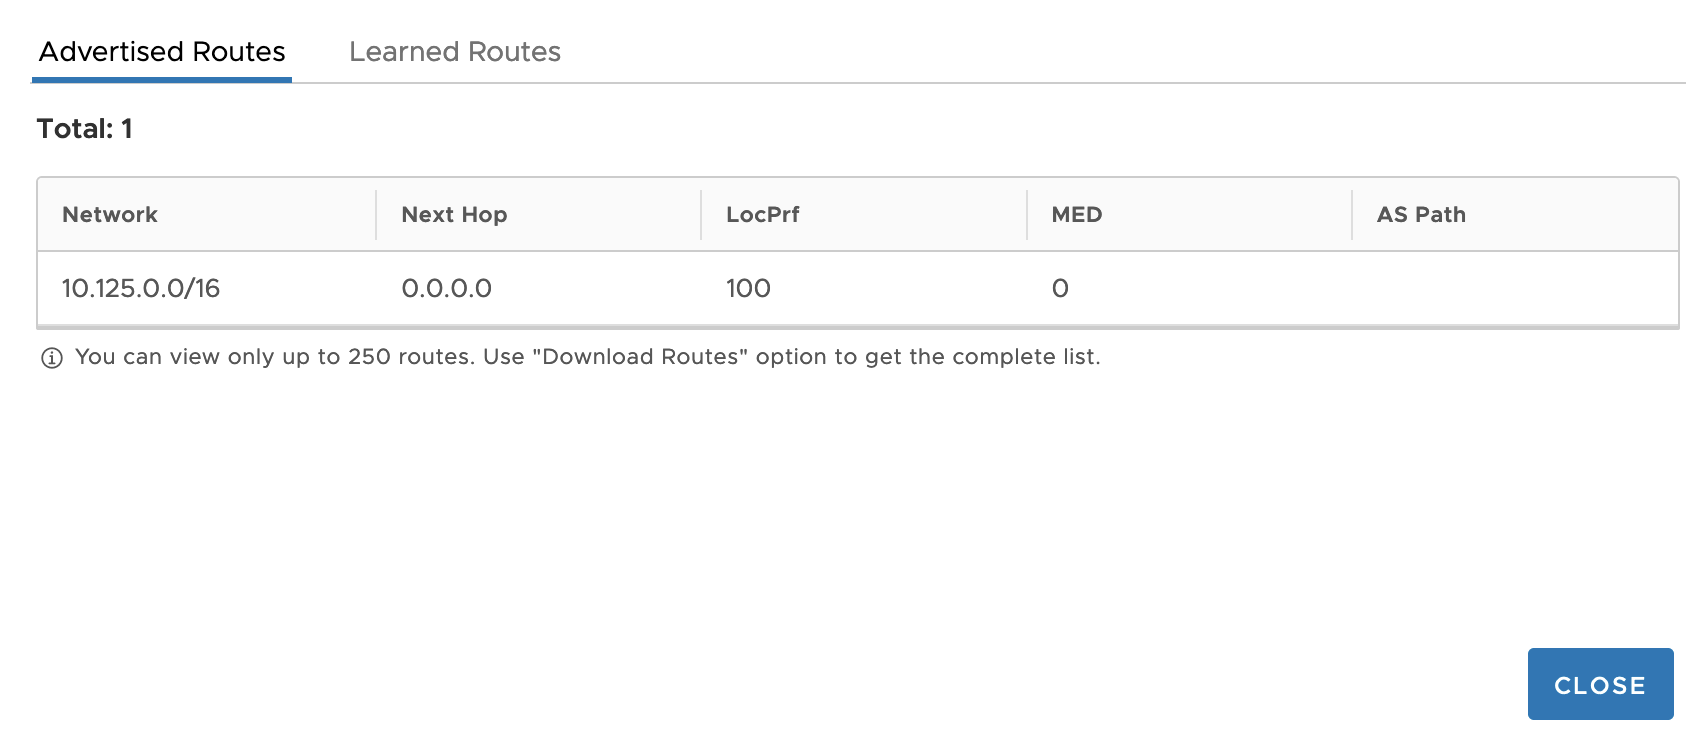 Advertised Routes Learned Routes
Total: 1
Network Next Hop LocPrf MED AS Path
10.125.0.0/16 0.0.0.0 100 0
You can view only up to 250 routes. Use "Download Routes" option to get the complete list.
CLOSE